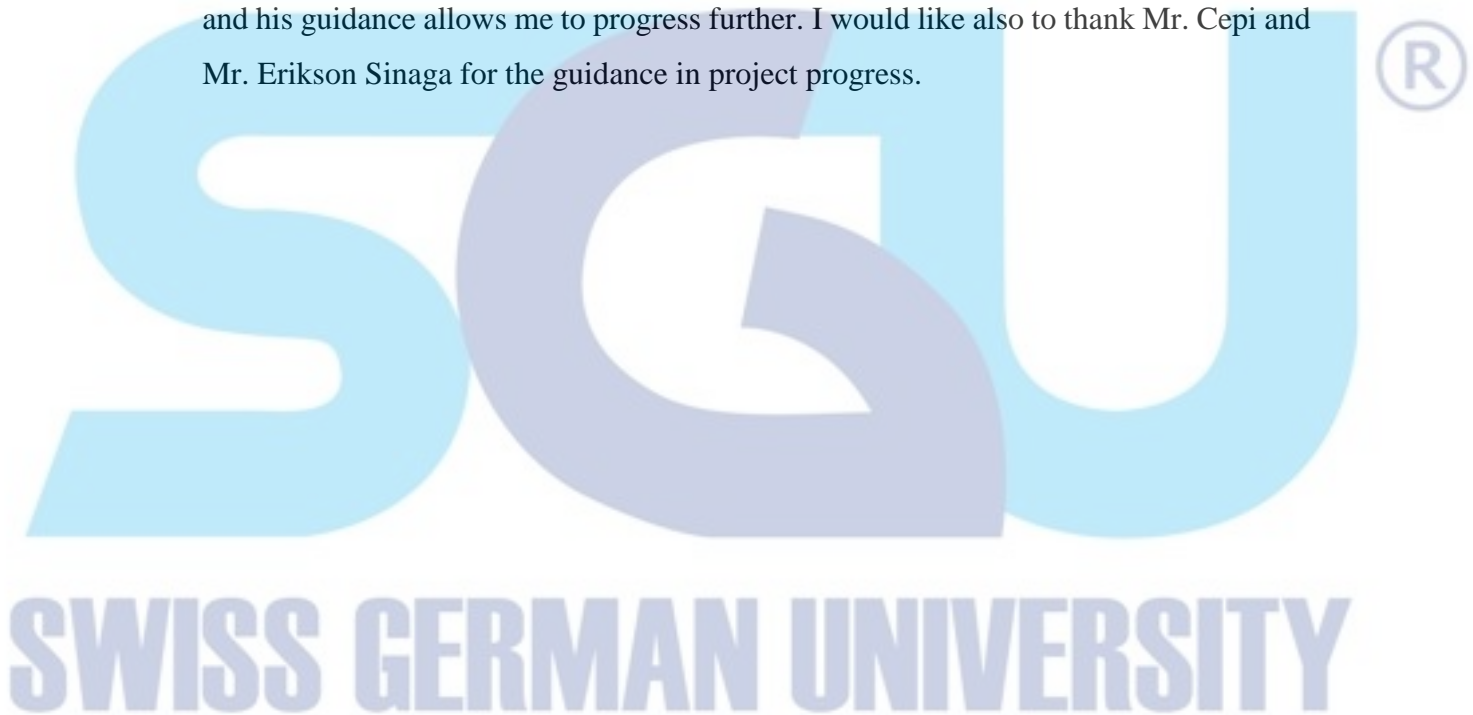 and his guidance allows me to progress further. I would like also to thank Mr. Cepi and
Mr. Erikson Sinaga for the guidance in project progress.
SGU ®
SWISS GERMAN UNIVERSITY